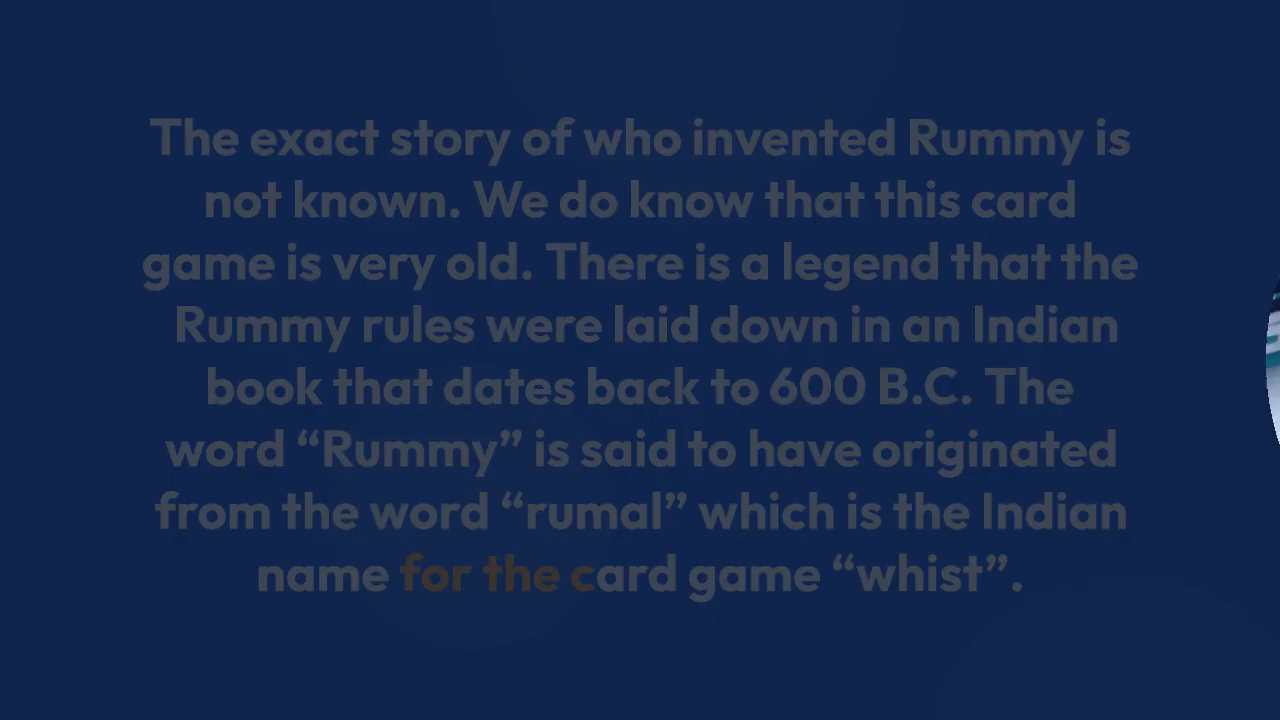 The exact story of who invented Rummy is
not known. We do know that this card
game is very old. There is a legend that the
Rummy rules were laid down in an Indian
book that dates back to 600 B.C. The
word “Rummy” is said to have originated
from the word “rumal” which is the Indian
name for the card game “whist”.